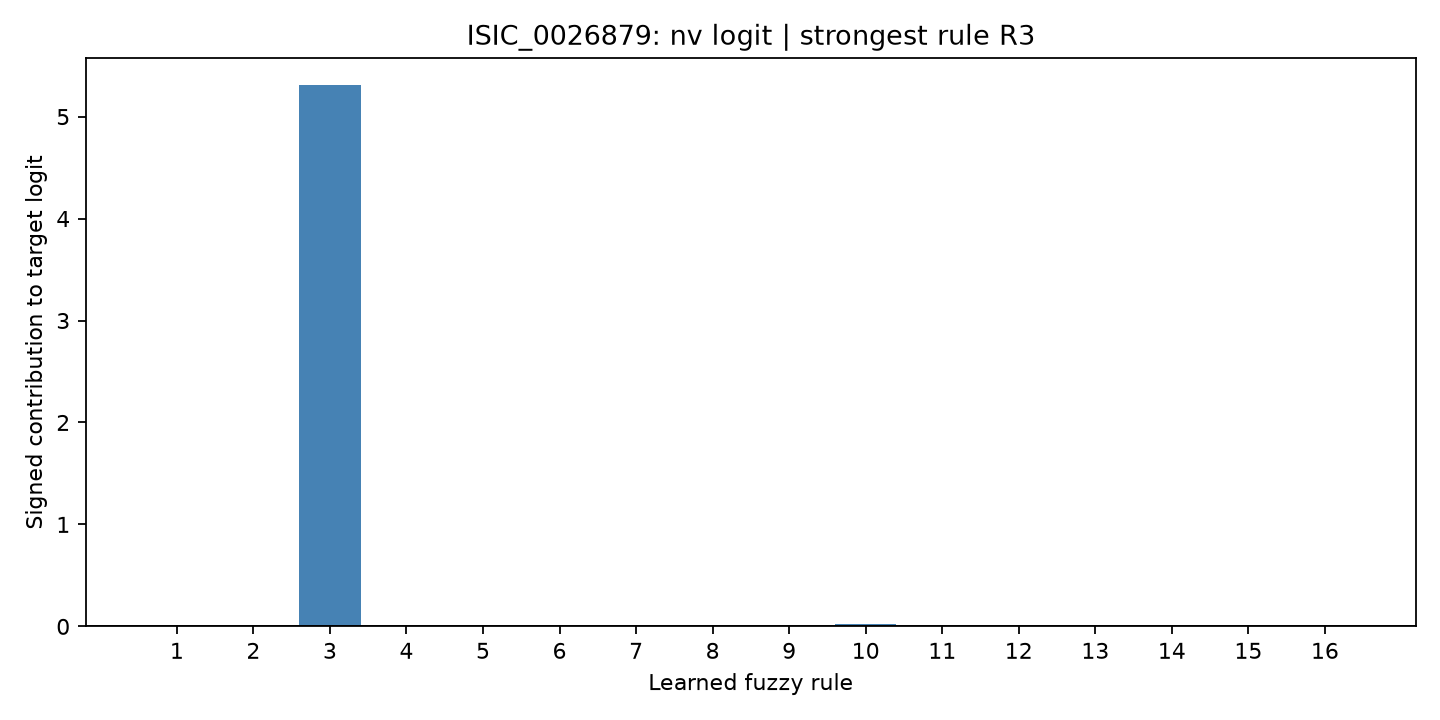 ISIC_0026879: nv logit | strongest rule R3
Signed contribution to target logit
5
4
3
2
1
0
1 2 3 4 5 6 7 8 9 10 11 12 13 14 15 16
Learned fuzzy rule